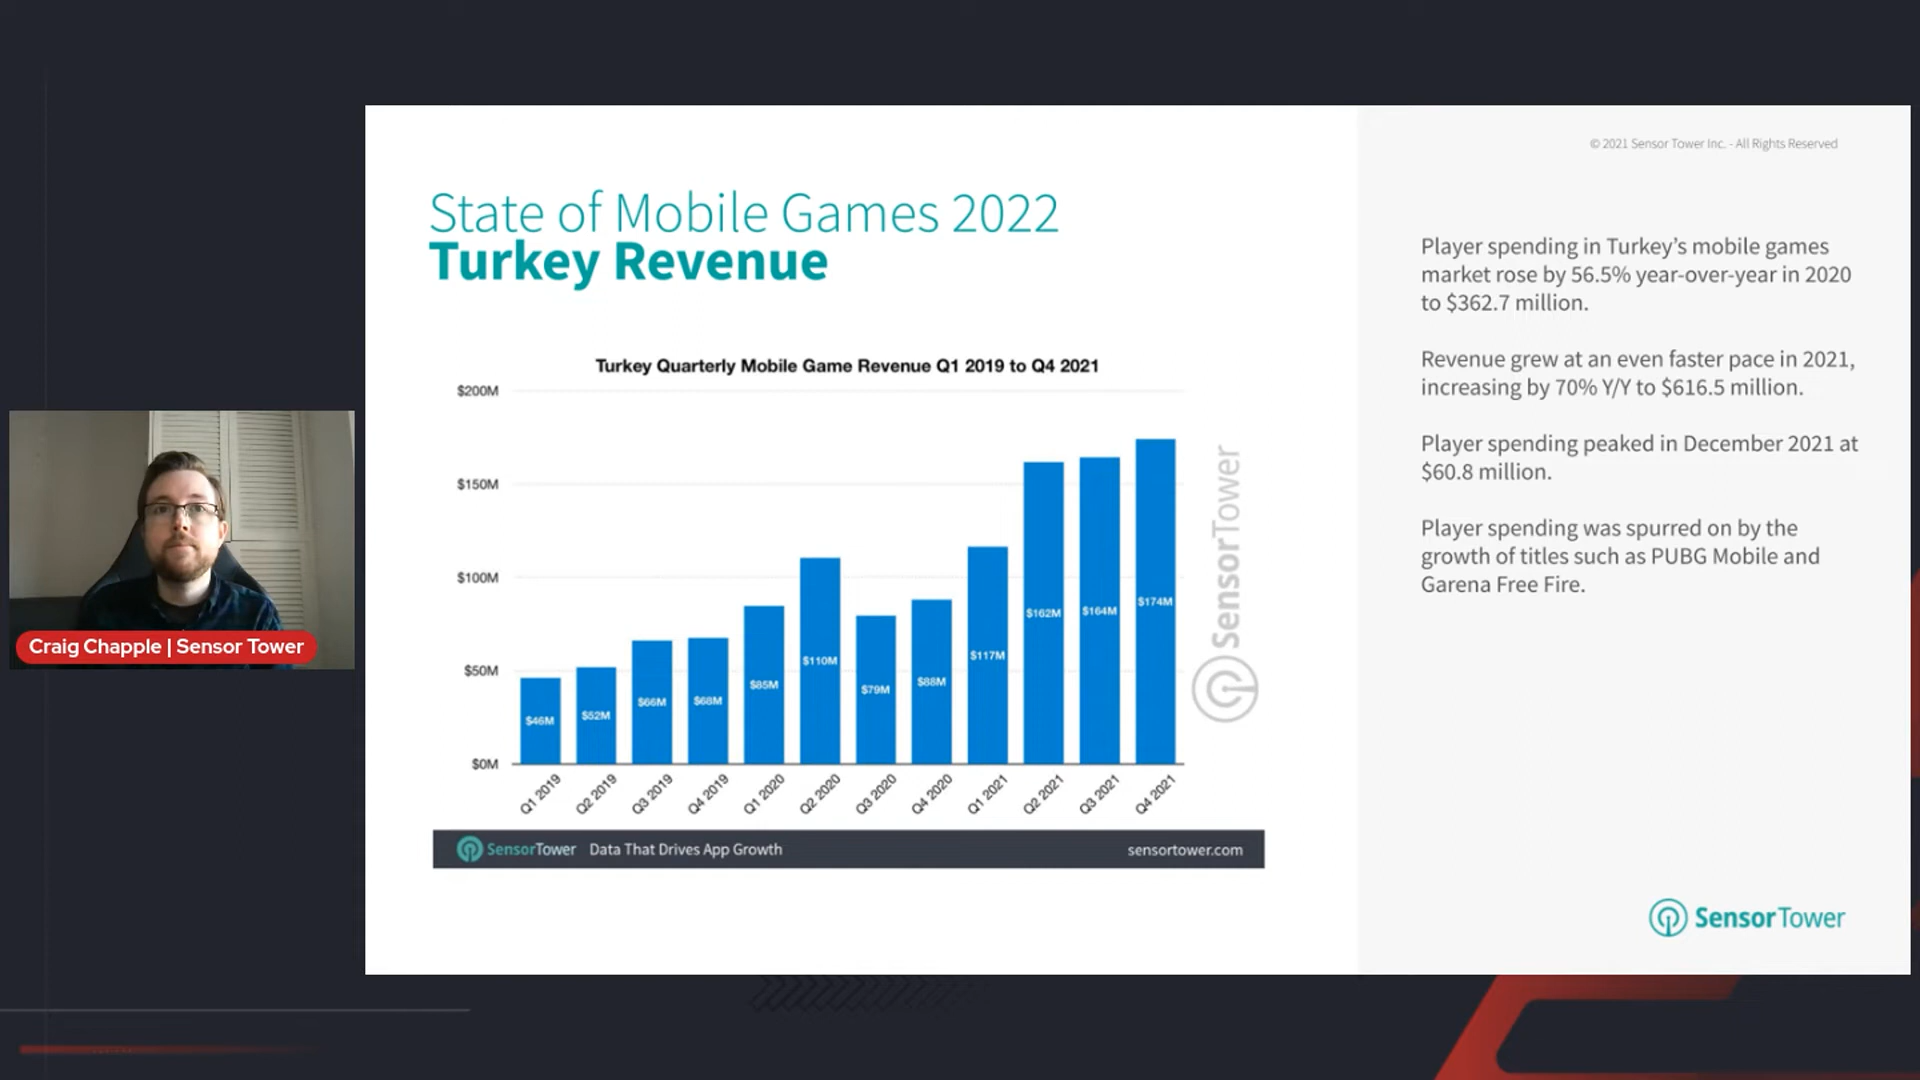 © 2021 Sensor Tower Inc. - All Rights Reserved
State of Mobile Games 2022
Turkey Revenue
Turkey Quarterly Mobile Game Revenue Q1 2019 to Q4 2021
$200M
$150M
$100M
$50M
$0M
$46M
$52M
$66M
$68M
$85M
$110M
$79M
$88M
$117M
$162M
$164M
$174M
Q1 2019
Q2 2019
Q3 2019
Q4 2019
Q1 2020
Q2 2020
Q3 2020
Q4 2020
Q1 2021
Q2 2021
Q3 2021
Q4 2021
SensorTower
SensorTower Data That Drives App Growth
sensortower.com
Player spending in Turkey’s mobile games
market rose by 56.5% year-over-year in 2020
to $362.7 million.
Revenue grew at an even faster pace in 2021,
increasing by 70% Y/Y to $616.5 million.
Player spending peaked in December 2021 at
$60.8 million.
Player spending was spurred on by the
growth of titles such as PUBG Mobile and
Garena Free Fire.
SensorTower
Craig Chapple | Sensor Tower